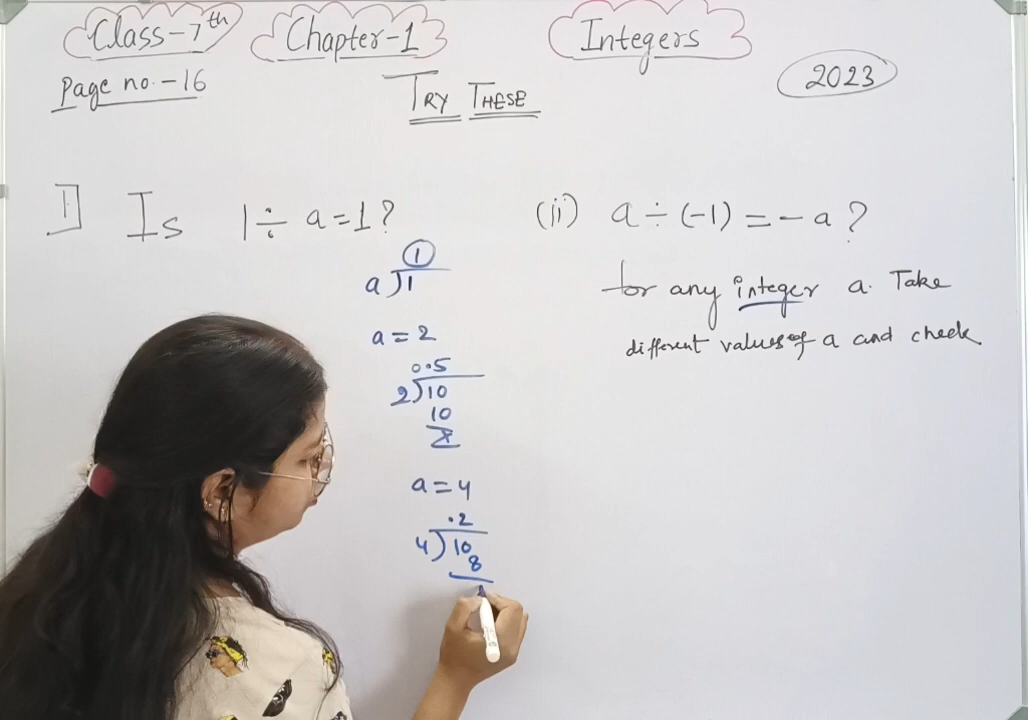 Class-7th Chapter-1 Integers
Page no.-16 TRY THESE 2023
I] Is 1 ÷ a = 1 ?
(ii) a ÷ (-1) = - a ?
for any integer a. Take
different values of a and check
1
a)1
a = 2
0.5
2)10
10
x
a = 4
.2
4)10
8